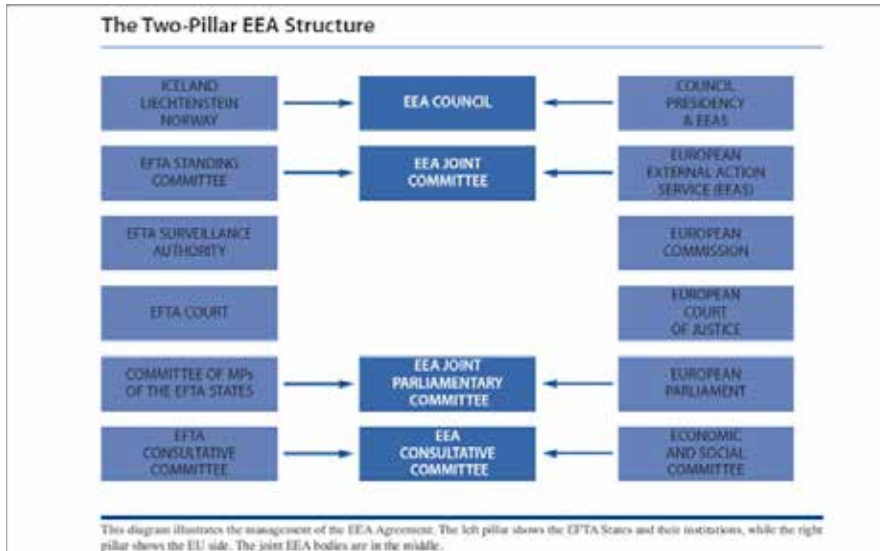 The Two-Pillar EEA Structure
ICELAND
LIECHTENSTEIN
NORWAY
EEA COUNCIL
COUNCIL
PRESIDENCY
& EEAS
EFTA STANDING
COMMITTEE
EEA JOINT
COMMITTEE
EUROPEAN
EXTERNAL ACTION
SERVICE (EEAS)
EFTA SURVEILLANCE
AUTHORITY
EUROPEAN
COMMISSION
EFTA COURT
EUROPEAN
COURT
OF JUSTICE
COMMITTEE OF MPs
OF THE EFTA STATES
EEA JOINT
PARLIAMENTARY
COMMITTEE
EUROPEAN
PARLIAMENT
EFTA
CONSULTATIVE
COMMITTEE
EEA
CONSULTATIVE
COMMITTEE
ECONOMIC
AND SOCIAL
COMMITTEE
This diagram illustrates the management of the EEA Agreement. The left pillar shows the EFTA States and their institutions, while the right
pillar shows the EU side. The joint EEA bodies are in the middle.